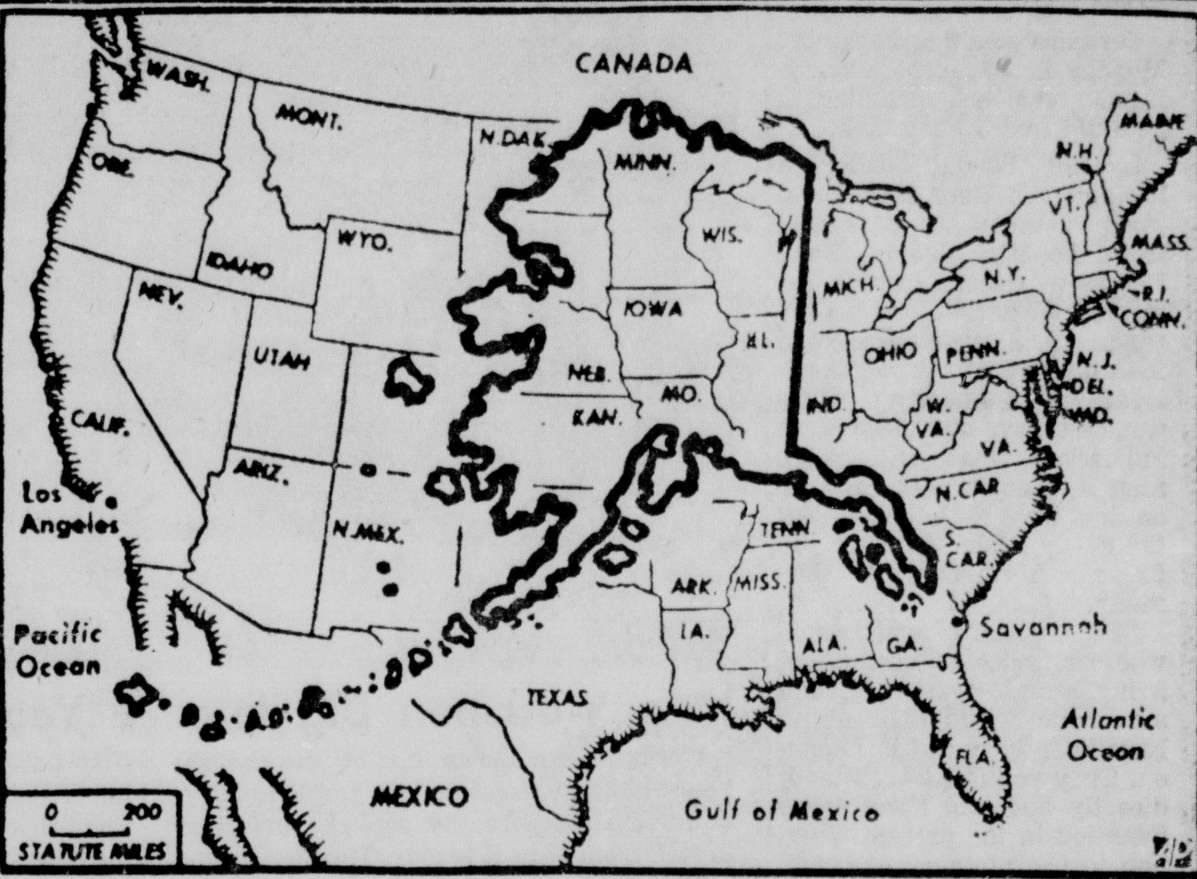 CANADA
WASH.
MONT.
N.DAK.
MINN.
MAINE
N.H.
ORE.
VT.
WIS.
WYO.
MASS.
IDAHO
MICH.
N.Y.
NEV.
R.I.
IOWA
CONN.
UTAH
ILL.
OHIO
PENN.
N.J.
NEB.
DEL.
MO.
IND.
W.
VA.
MD.
KAN.
CALIF.
VA.
ARIZ.
N.CAR
Los
Angeles
N.MEX.
TENN.
S.
CAR.
ARK.
MISS.
Pacific
Ocean
LA.
ALA.
GA.
Savannah
TEXAS
Atlantic
Ocean
FLA.
MEXICO
Gulf of Mexico
0 200
STATUTE MILES